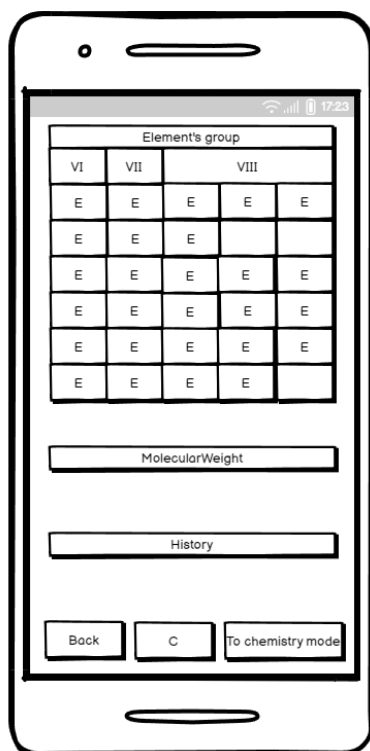 17:23
Element's group
VI VII VIII
E E E E E
E E E
E E E E E
E E E E E
E E E E E
E E E E
MolecularWeight
History
Back C To chemistry mode